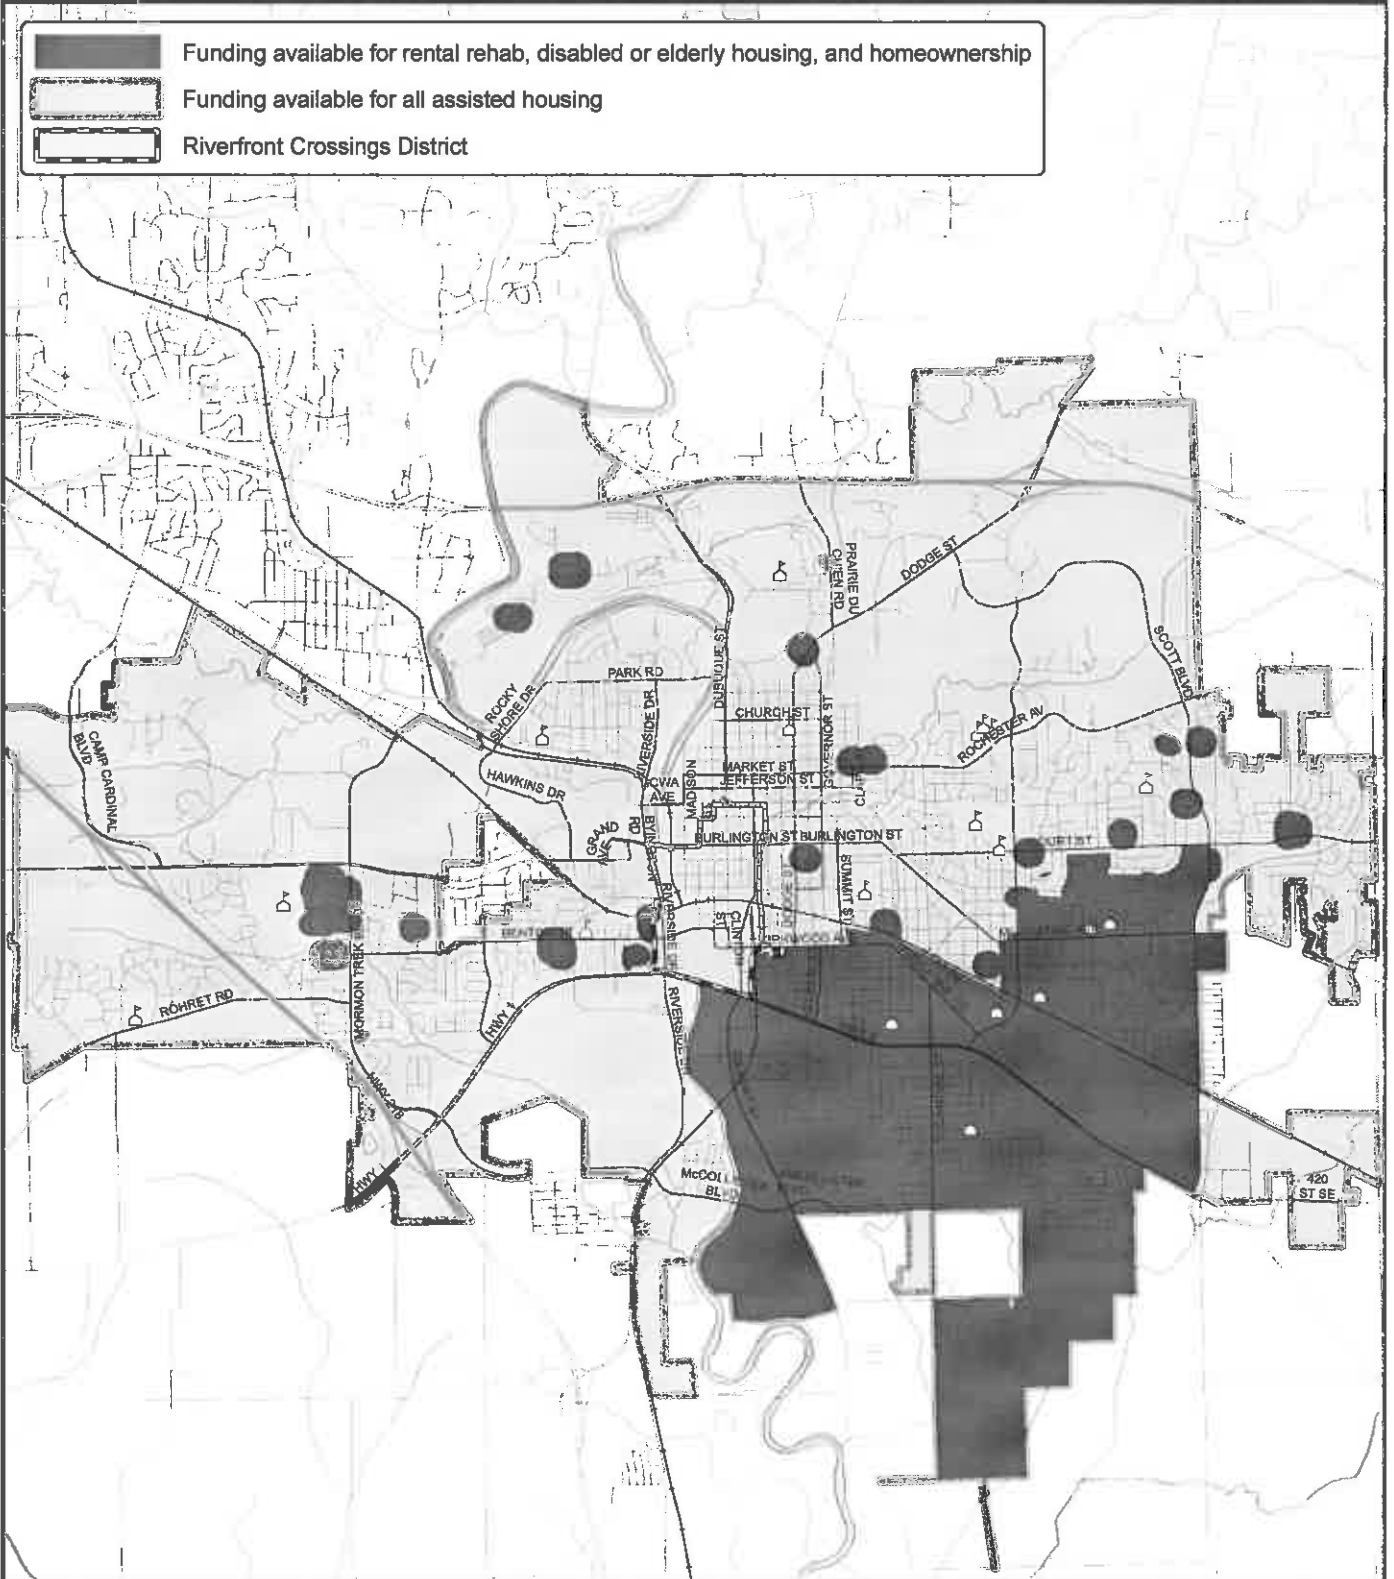 Funding available for rental rehab, disabled or elderly housing, and homeownership
Funding available for all assisted housing
Riverfront Crossings District
PRAIRIE DU
CHIEN RD
DODGE ST
SCOTT BLVD
DUBUQUE ST
PARK RD
ROCKY
SHORE DR
RIVERSIDE DR
CHURCH ST
GOVERNOR ST
ROCHESTER AV
CAMP CARDINAL
BLVD
HAWKINS DR
IOWA
AVE
MADISON
ST
MARKET ST
JEFFERSON ST
GRAND
AVE
RD
BURLINGTON ST
BURLINGTON ST
SUMMIT ST
MORMON TREK
ROHRET RD
HWY 1
HWY 218
HWY
420
ST SE